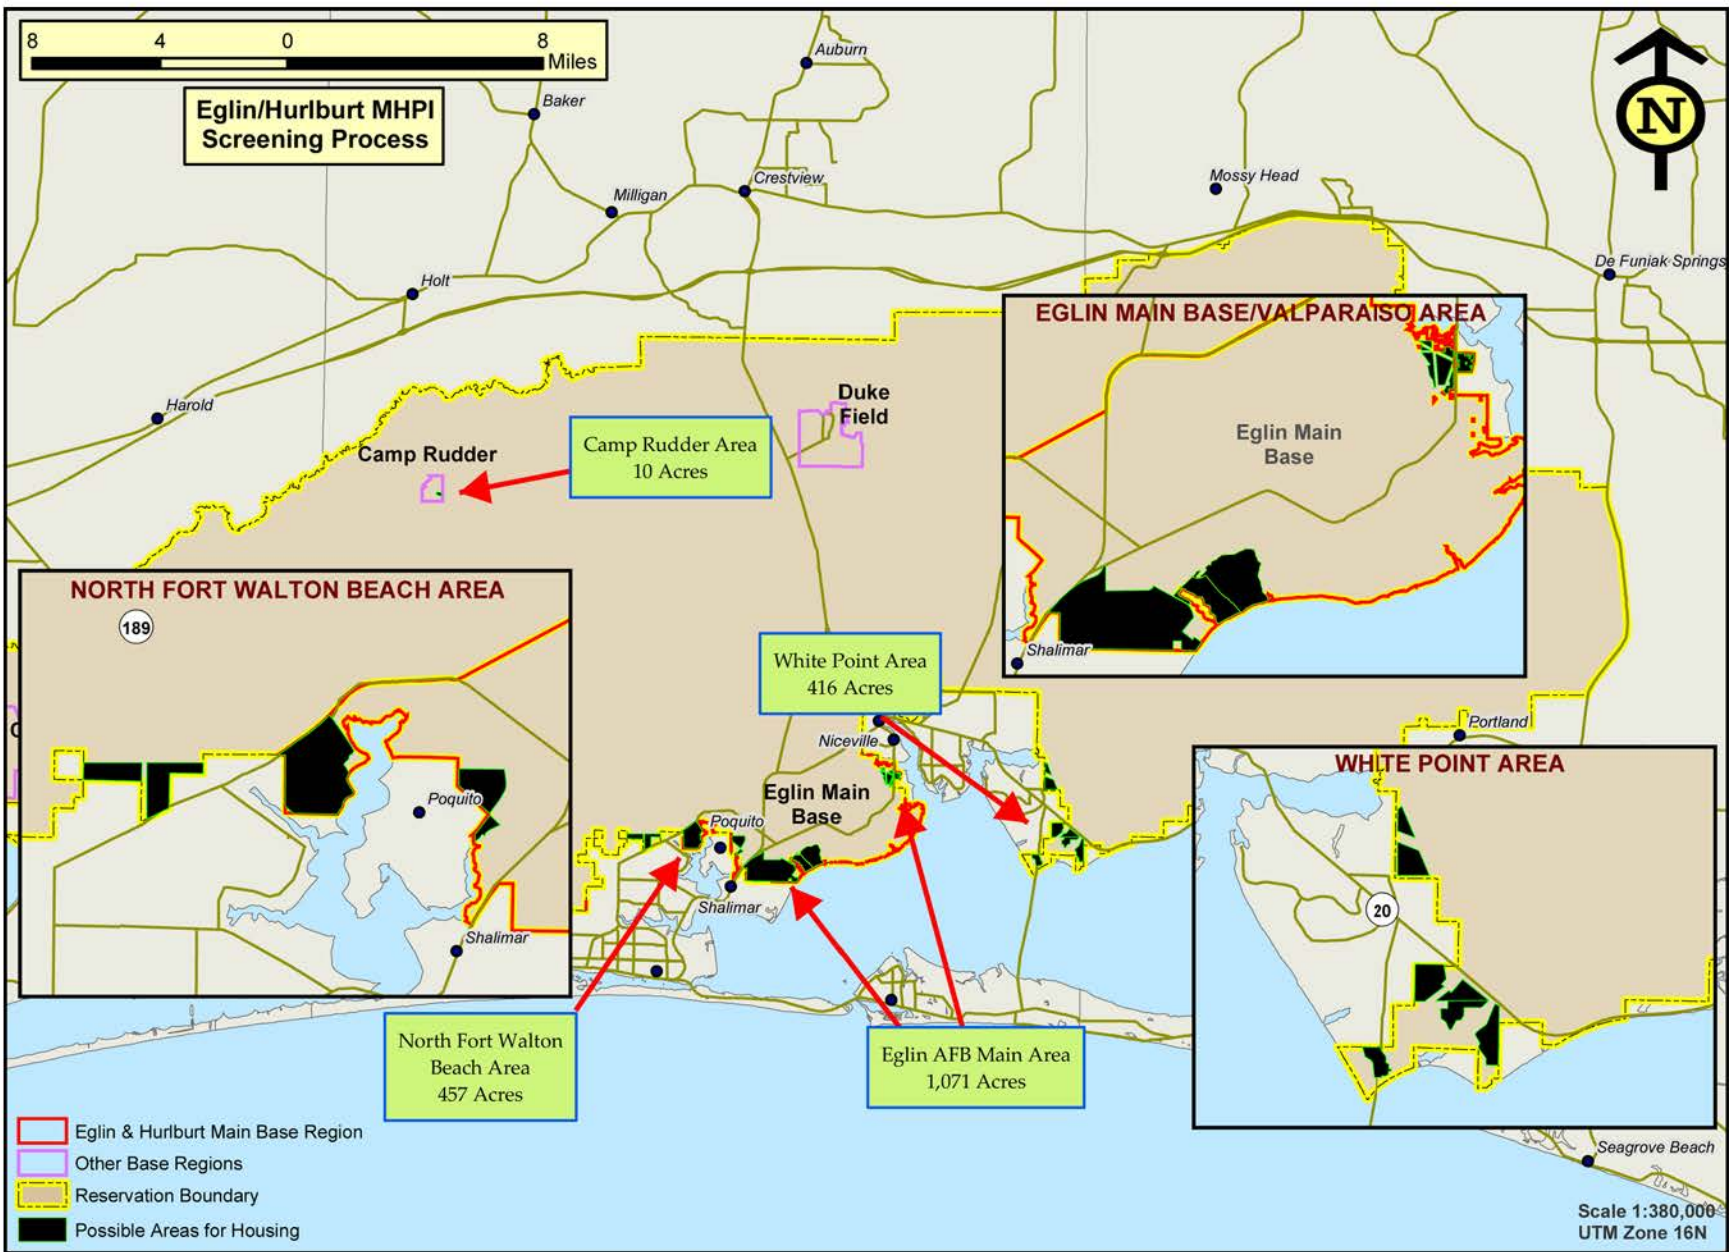 8 4 0 8
Miles
Eglin/Hurlburt MHPI
Screening Process
N
Auburn
Baker
Crestview
Milligan
Mossy Head
De Funiak Springs
Holt
Harold
Duke
Field
Camp Rudder
Camp Rudder Area
10 Acres
EGLIN MAIN BASE/VALPARAISO AREA
Eglin Main
Base
Shalimar
NORTH FORT WALTON BEACH AREA
189
Poquito
Shalimar
White Point Area
416 Acres
Niceville
Eglin Main
Base
Poquito
Shalimar
Portland
WHITE POINT AREA
20
North Fort Walton
Beach Area
457 Acres
Eglin AFB Main Area
1,071 Acres
Seagrove Beach
Eglin & Hurlburt Main Base Region
Other Base Regions
Reservation Boundary
Possible Areas for Housing
Scale 1:380,000
UTM Zone 16N